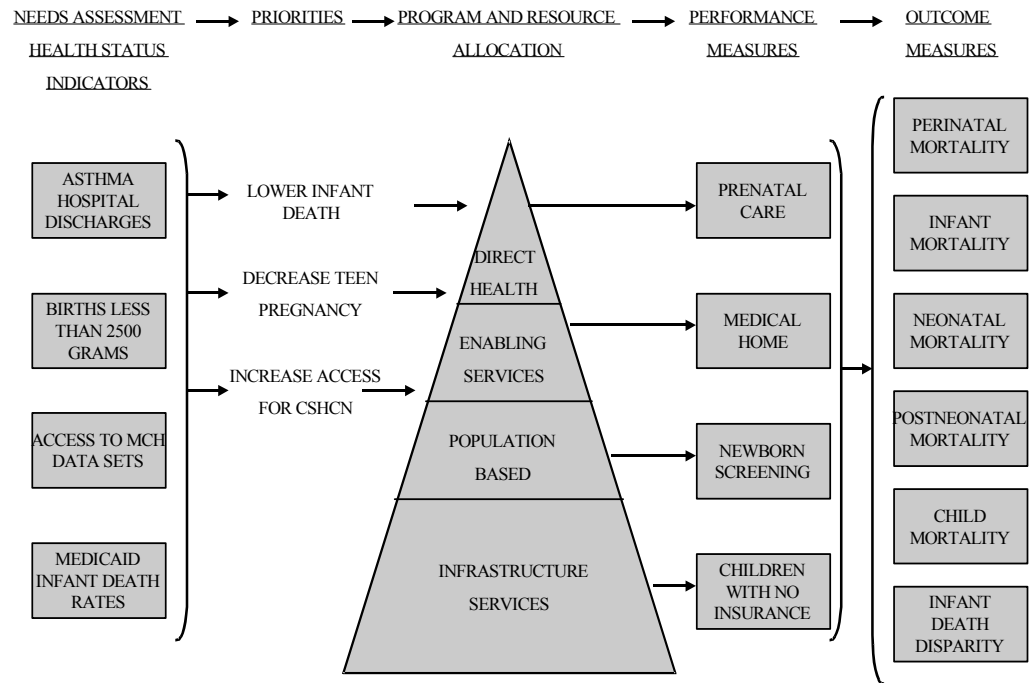 NEEDS ASSESSMENT
HEALTH STATUS
INDICATORS
PRIORITIES
PROGRAM AND RESOURCE
ALLOCATION
PERFORMANCE
MEASURES
OUTCOME
MEASURES
ASTHMA
HOSPITAL
DISCHARGES
BIRTHS LESS
THAN 2500
GRAMS
ACCESS TO MCH
DATA SETS
MEDICAID
INFANT DEATH
RATES
LOWER INFANT
DEATH
DECREASE TEEN
PREGNANCY
INCREASE ACCESS
FOR CSHCN
DIRECT
HEALTH
ENABLING
SERVICES
POPULATION
BASED
INFRASTRUCTURE
SERVICES
PRENATAL
CARE
MEDICAL
HOME
NEWBORN
SCREENING
CHILDREN
WITH NO
INSURANCE
PERINATAL
MORTALITY
INFANT
MORTALITY
NEONATAL
MORTALITY
POSTNEONATAL
MORTALITY
CHILD
MORTALITY
INFANT
DEATH
DISPARITY